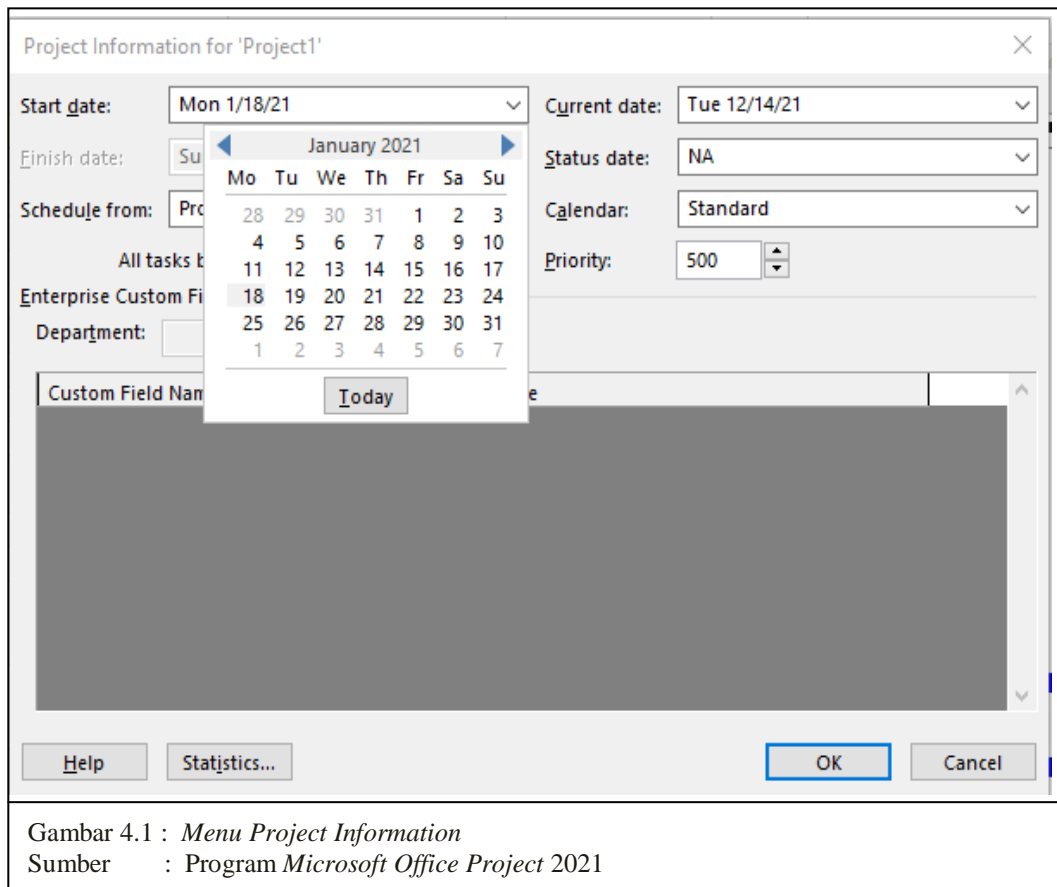 Project Information for 'Project1'
Start date: Mon 1/18/21 Current date: Tue 12/14/21
January 2021
Mo Tu We Th Fr Sa Su
28 29 30 31 1 2 3
4 5 6 7 8 9 10
11 12 13 14 15 16 17
18 19 20 21 22 23 24
25 26 27 28 29 30 31
1 2 3 4 5 6 7
Today
Finish date: Su Status date: NA
Schedule from: Pro Calendar: Standard
All tasks b Priority: 500
Enterprise Custom Fi
Department:
Custom Field Nam e
Help Statistics... OK Cancel
Gambar 4.1 : Menu Project Information
Sumber : Program Microsoft Office Project 2021